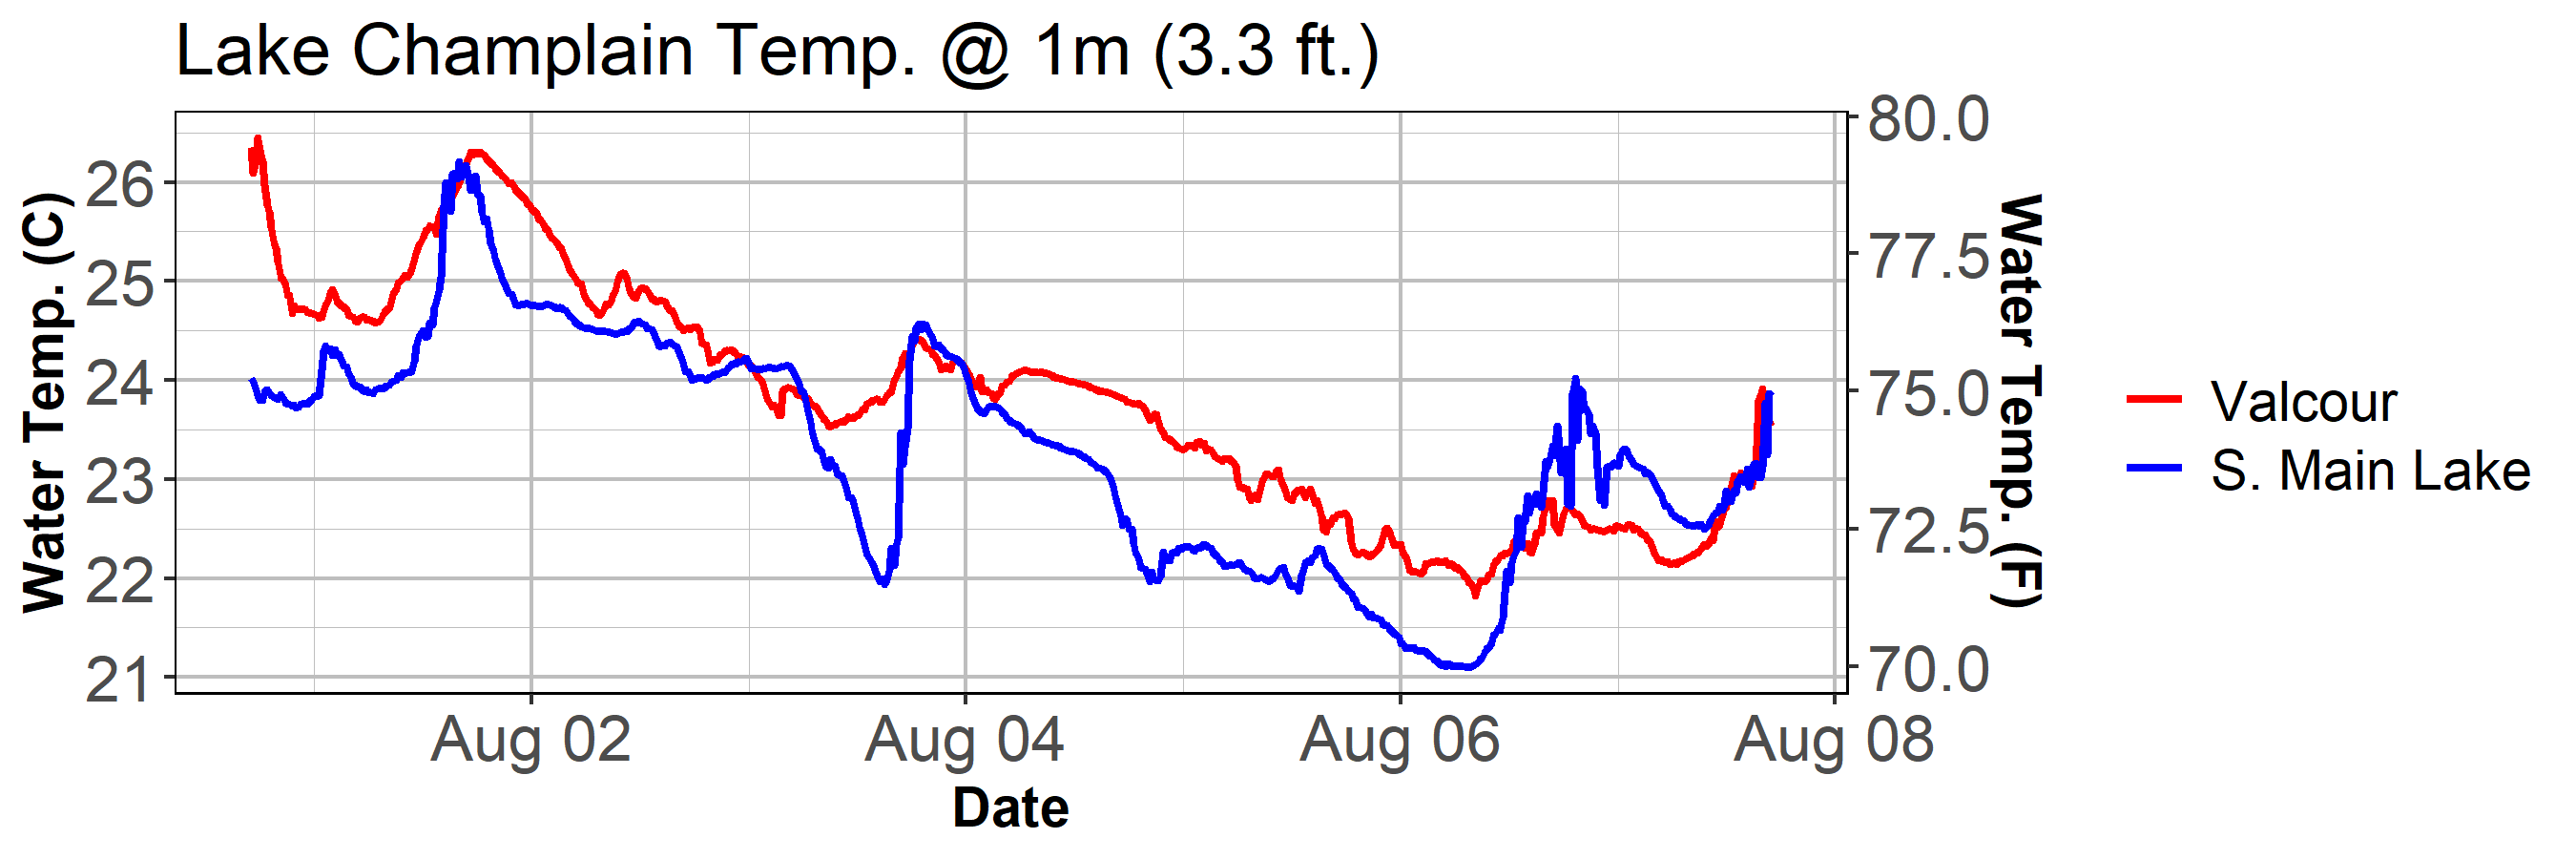 Lake Champlain Temp. @ 1m (3.3 ft.)
Water Temp. (C)
26
25
24
23
22
21
80.0
77.5
75.0
72.5
70.0
Water Temp. (F)
Aug 02
Aug 04
Aug 06
Aug 08
Date
Valcour
S. Main Lake